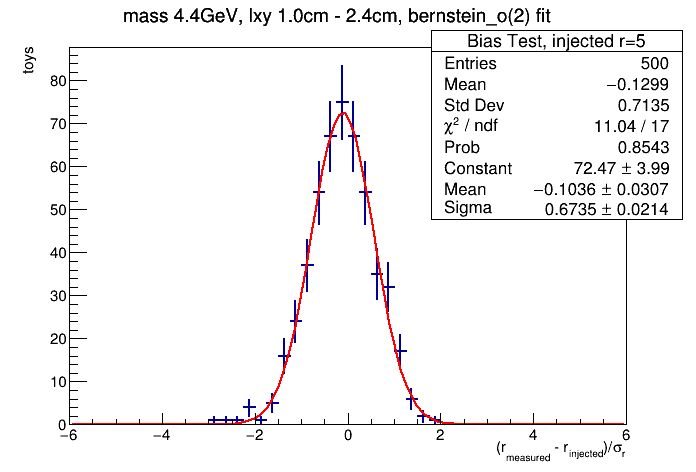 mass 4.4GeV, lxy 1.0cm - 2.4cm, bernstein_o(2) fit
toys
Bias Test, injected r=5
Entries 500
Mean −0.1299
Std Dev 0.7135
χ² / ndf 11.04 / 17
Prob 0.8543
Constant 72.47 ± 3.99
Mean −0.1036 ± 0.0307
Sigma 0.6735 ± 0.0214
80
70
60
50
40
30
20
10
0
−6 −4 −2 0 2 4 6
(r_measured - r_injected)/σ_r